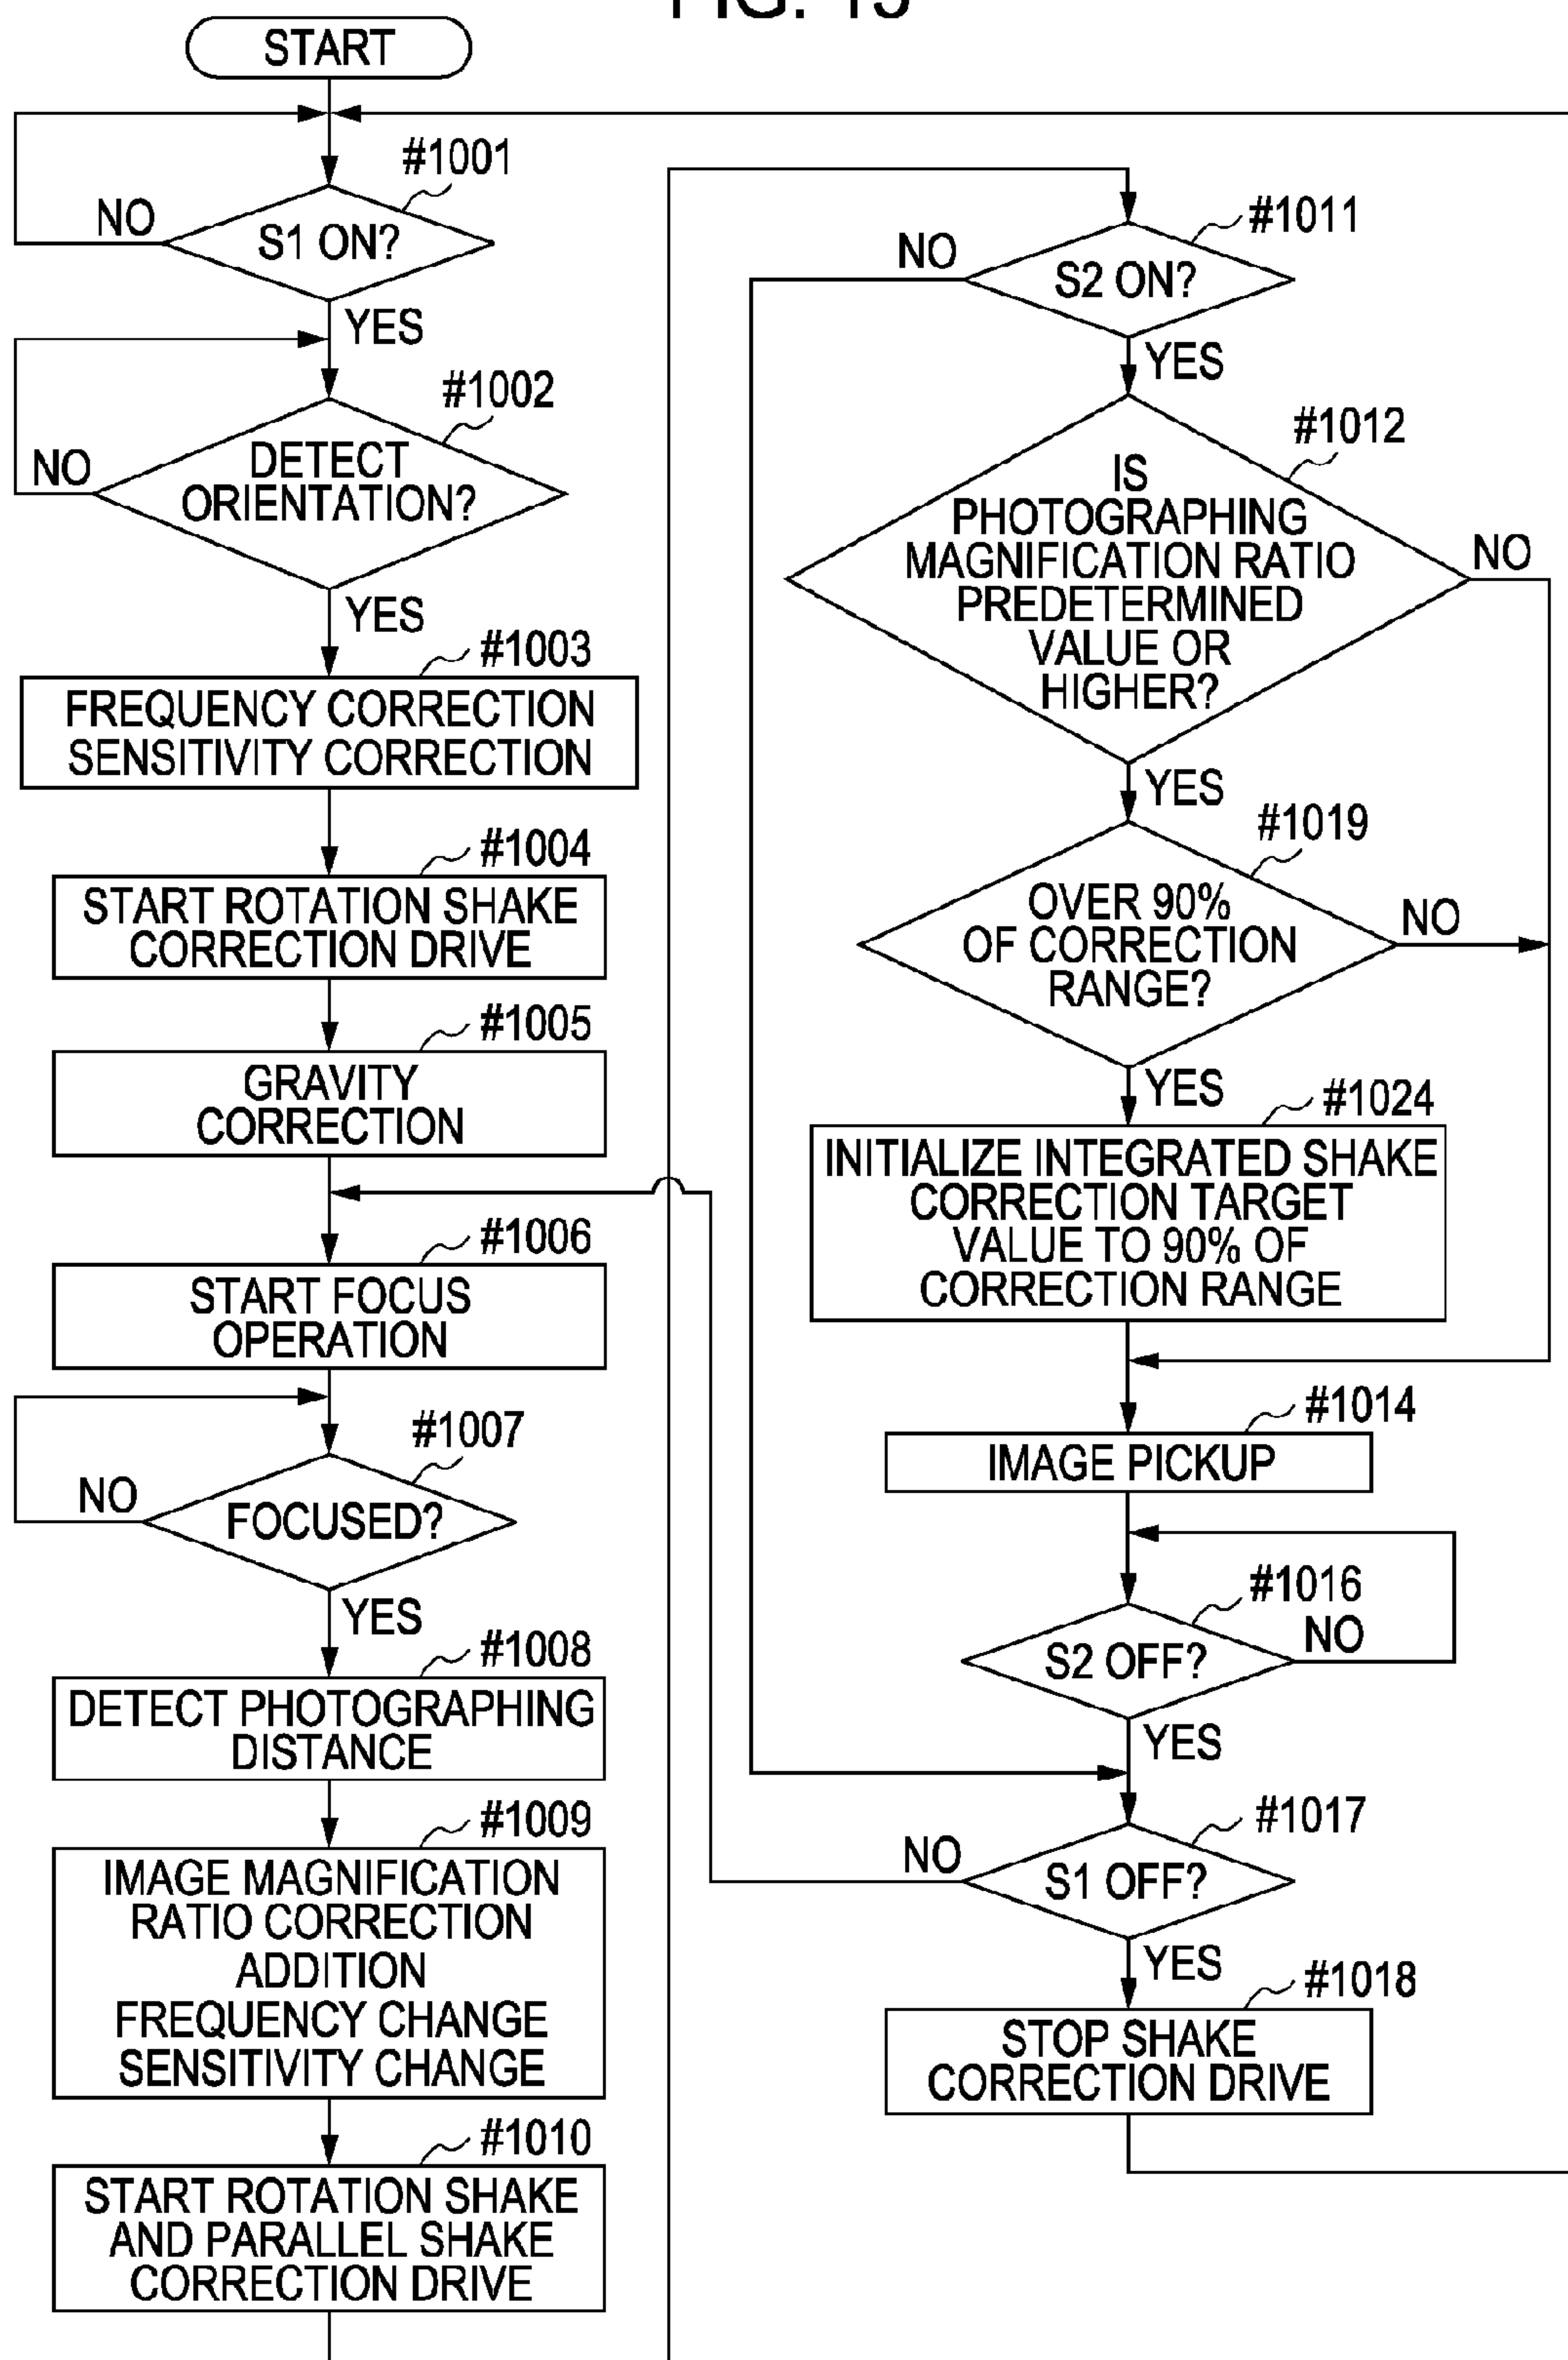 START
#1001
NO
S1 ON?
YES
#1002
NO
DETECT
ORIENTATION?
YES
#1003
FREQUENCY CORRECTION
SENSITIVITY CORRECTION
#1004
START ROTATION SHAKE
CORRECTION DRIVE
#1005
GRAVITY
CORRECTION
#1006
START FOCUS
OPERATION
#1007
NO
FOCUSED?
YES
#1008
DETECT PHOTOGRAPHING
DISTANCE
#1009
IMAGE MAGNIFICATION
RATIO CORRECTION
ADDITION
FREQUENCY CHANGE
SENSITIVITY CHANGE
#1010
START ROTATION SHAKE
AND PARALLEL SHAKE
CORRECTION DRIVE
#1011
NO
S2 ON?
YES
#1012
IS
PHOTOGRAPHING
MAGNIFICATION RATIO
PREDETERMINED
VALUE OR
HIGHER?
NO
YES
#1019
OVER 90%
OF CORRECTION
RANGE?
NO
YES
#1024
INITIALIZE INTEGRATED SHAKE
CORRECTION TARGET
VALUE TO 90% OF
CORRECTION RANGE
#1014
IMAGE PICKUP
#1016
S2 OFF?
NO
YES
#1017
NO
S1 OFF?
YES
#1018
STOP SHAKE
CORRECTION DRIVE